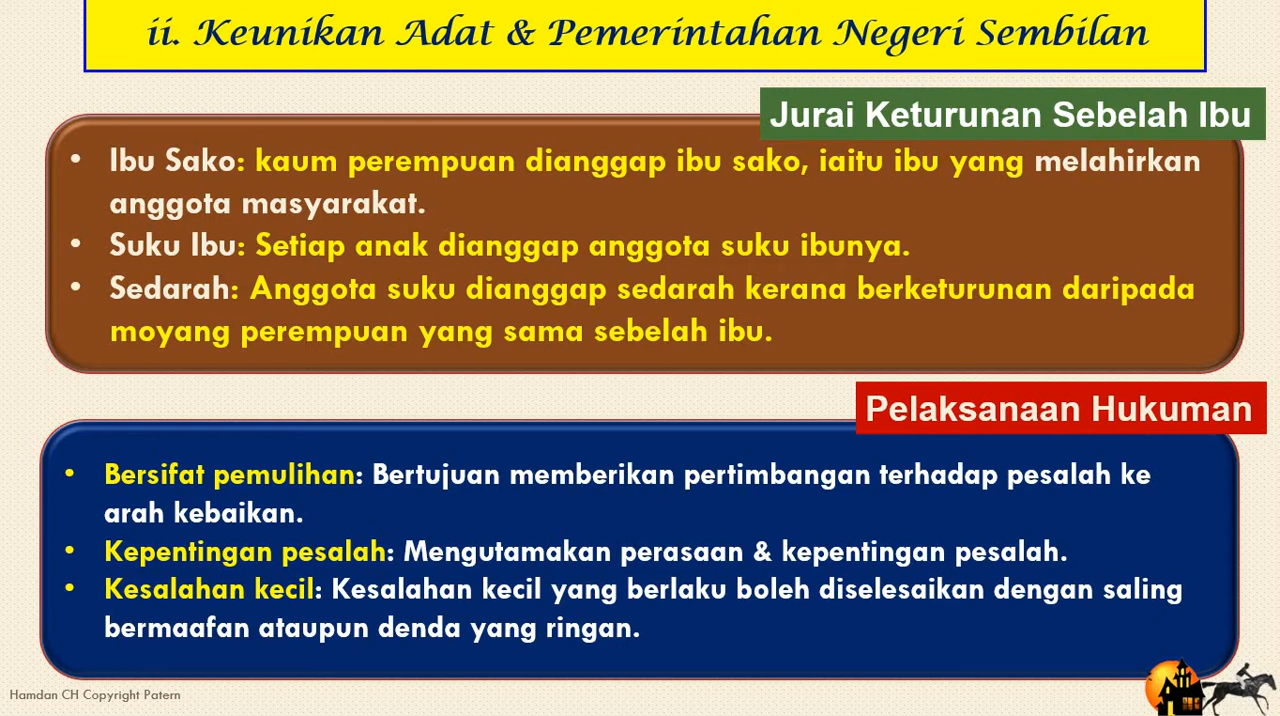 ii. Keunikan Adat & Pemerintahan Negeri Sembilan
Jurai Keturunan Sebelah Ibu
• Ibu Sako: kaum perempuan dianggap ibu sako, iaitu ibu yang melahirkan
anggota masyarakat.
• Suku Ibu: Setiap anak dianggap anggota suku ibunya.
• Sedarah: Anggota suku dianggap sedarah kerana berketurunan daripada
moyang perempuan yang sama sebelah ibu.
Pelaksanaan Hukuman
• Bersifat pemulihan: Bertujuan memberikan pertimbangan terhadap pesalah ke
arah kebaikan.
• Kepentingan pesalah: Mengutamakan perasaan & kepentingan pesalah.
• Kesalahan kecil: Kesalahan kecil yang berlaku boleh diselesaikan dengan saling
bermaafan ataupun denda yang ringan.
Hamdan CH Copyright Patern